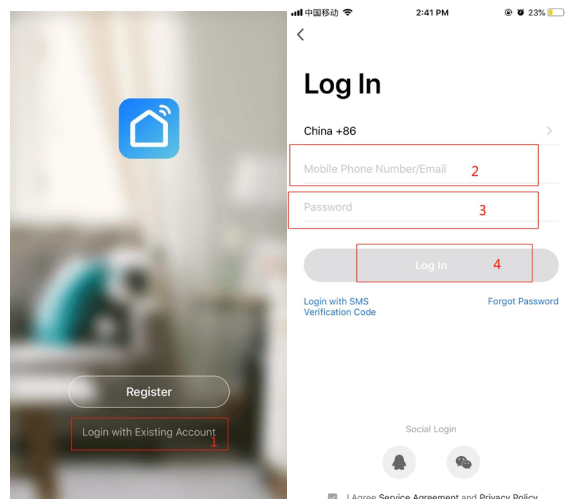 Register
Login with Existing Account
1
中国移动
2:41 PM
23%
Log In
China +86
Mobile Phone Number/Email
2
Password
3
Log In
4
Login with SMS
Verification Code
Forgot Password
Social Login
I Agree Service Agreement and Privacy Policy